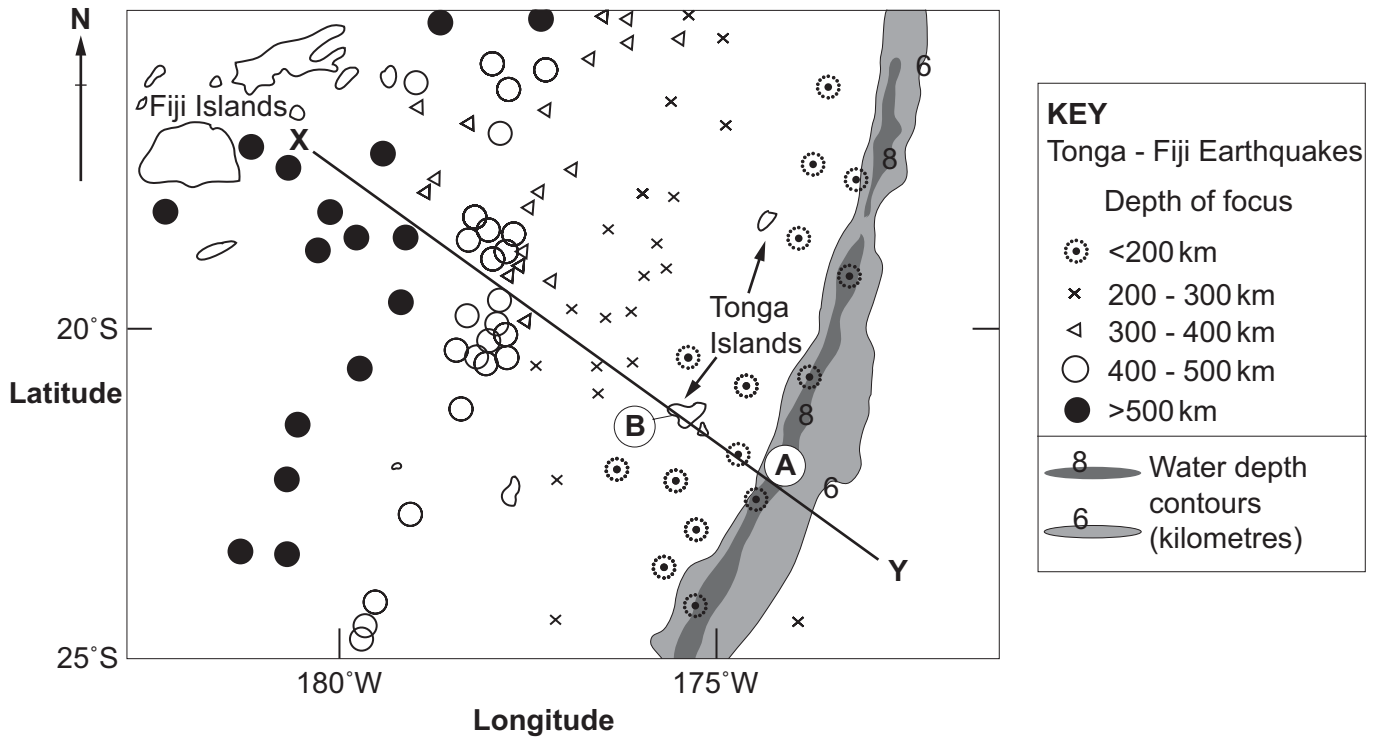 N
6
Fiji Islands
X
8
Tonga
Islands
20°S
Latitude
8
B
A
6
Y
25°S
180°W
175°W
Longitude
KEY
Tonga - Fiji Earthquakes
Depth of focus
<200 km
200 - 300 km
300 - 400 km
400 - 500 km
>500 km
8 Water depth
contours
6 (kilometres)